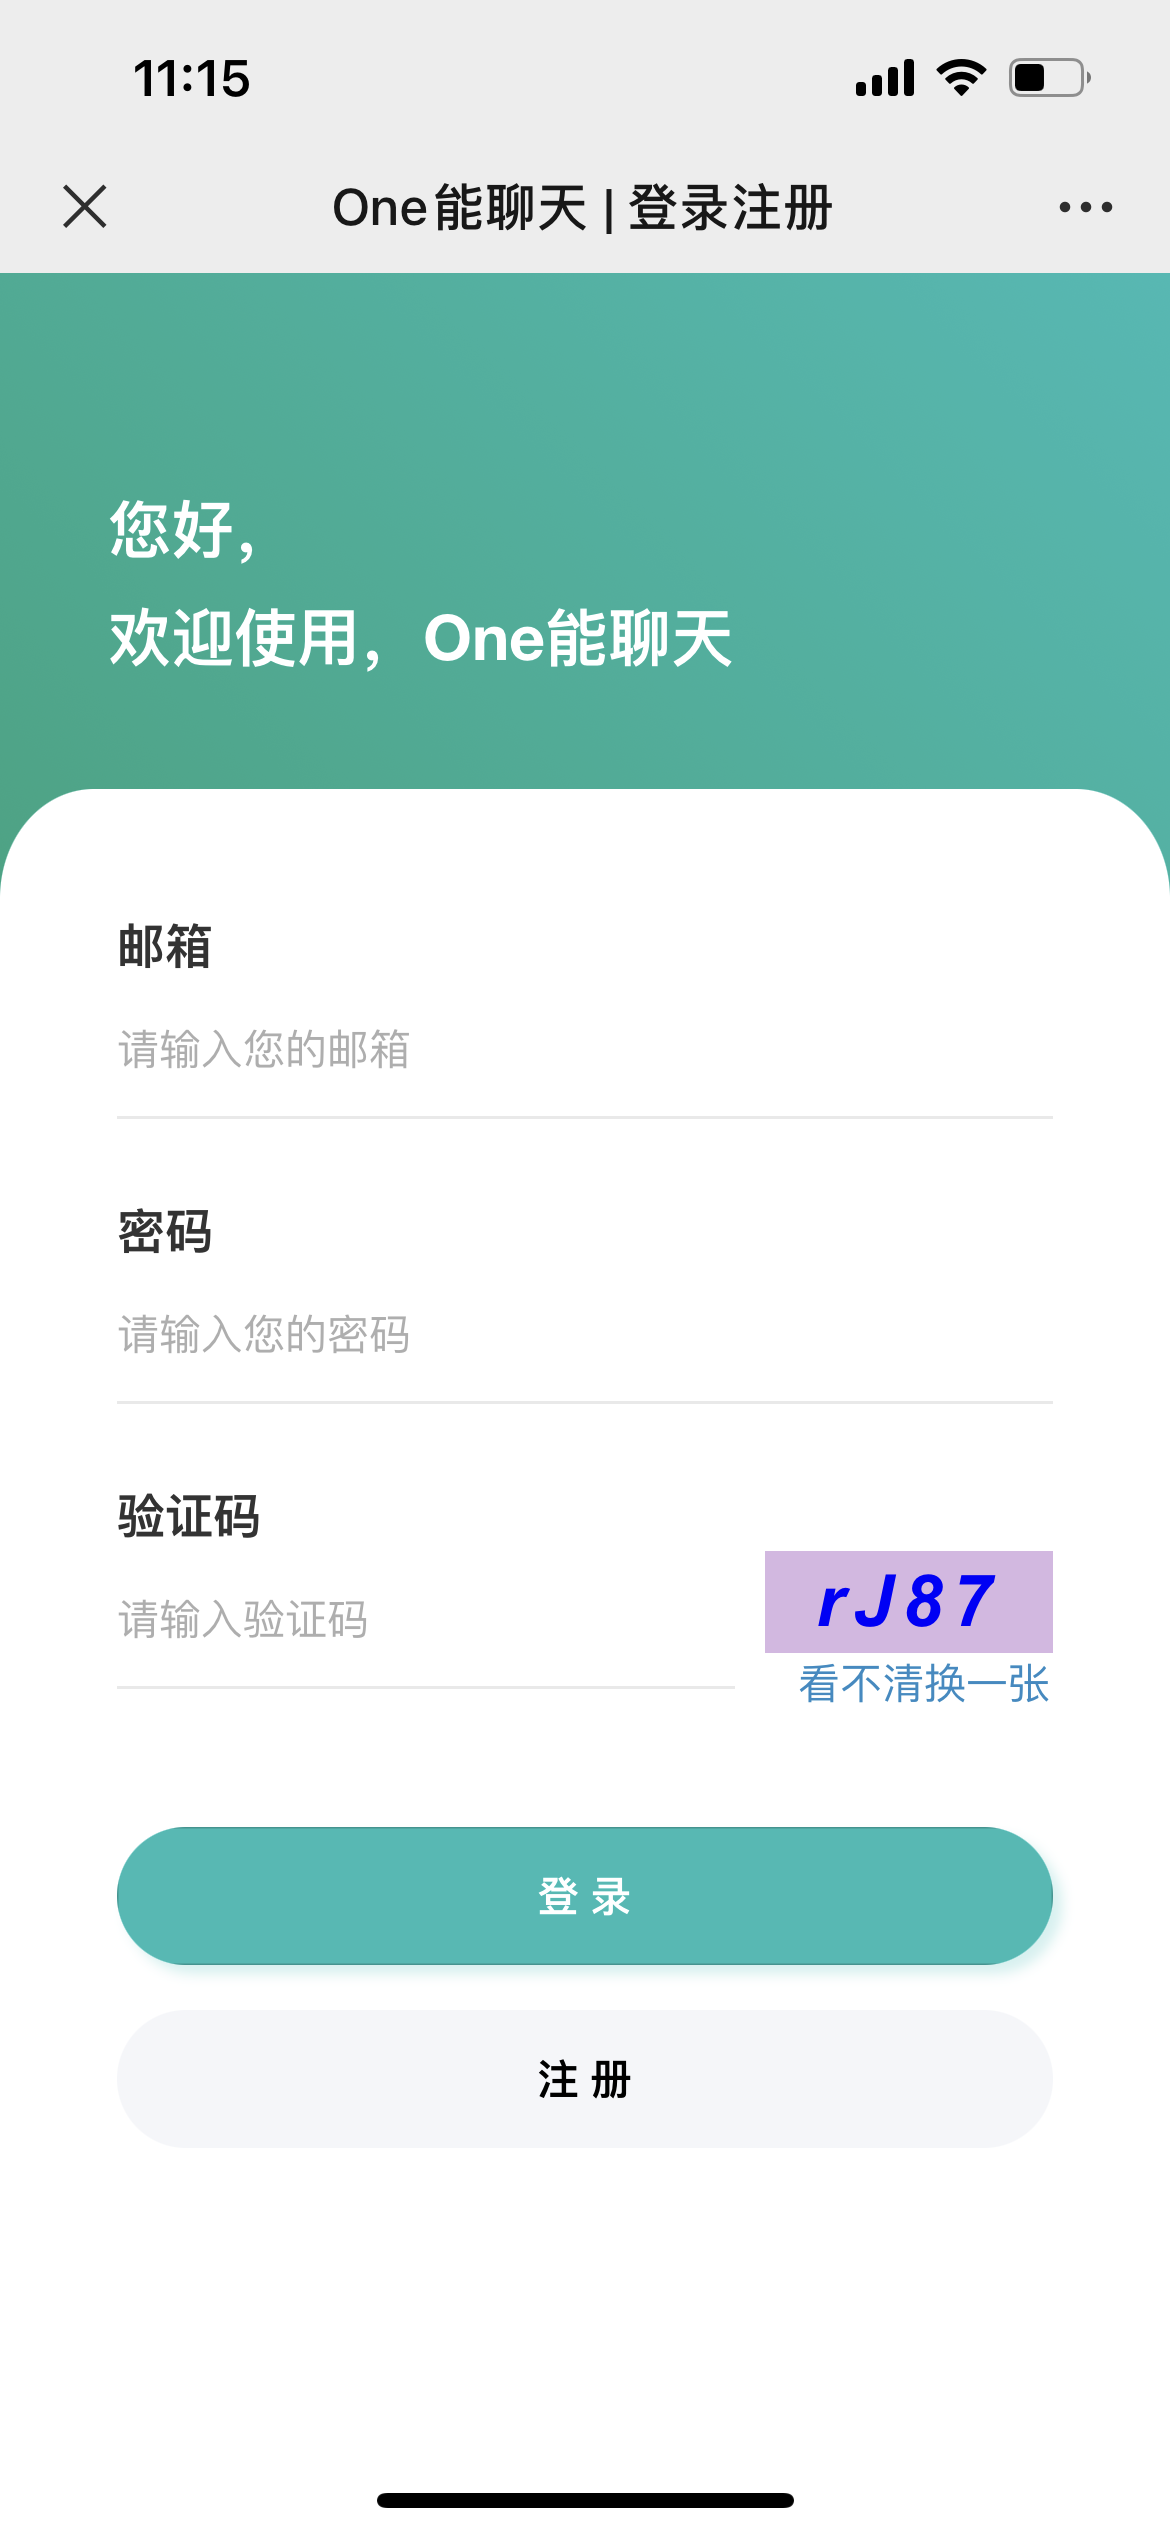 11:15
One能聊天 | 登录注册
您好，
欢迎使用，One能聊天
邮箱
请输入您的邮箱
密码
请输入您的密码
验证码
请输入验证码
rJ87
看不清换一张
登 录
注 册